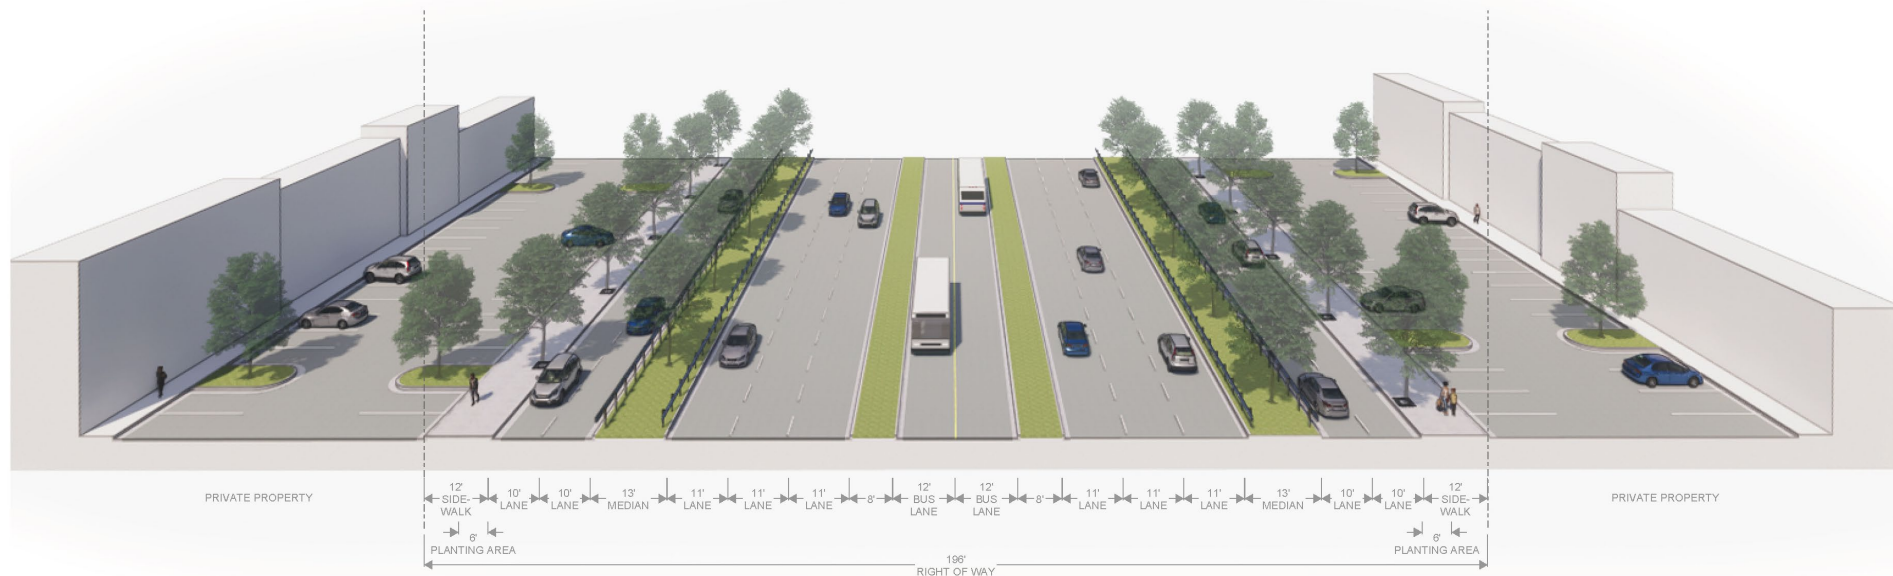 PRIVATE PROPERTY
12'
SIDE-
WALK
10'
LANE
10'
LANE
13'
MEDIAN
11'
LANE
11'
LANE
11'
LANE
8'
12'
BUS
LANE
12'
BUS
LANE
8'
11'
LANE
11'
LANE
11'
LANE
13'
MEDIAN
10'
LANE
10'
LANE
12'
SIDE-
WALK
PRIVATE PROPERTY
6'
PLANTING AREA
6'
PLANTING AREA
196'
RIGHT OF WAY